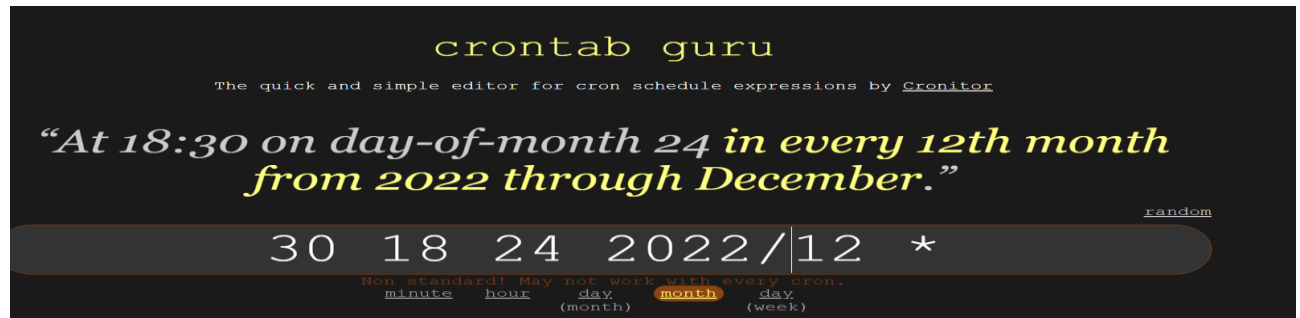 crontab guru
The quick and simple editor for cron schedule expressions by Cronitor
“At 18:30 on day-of-month 24 in every 12th month
from 2022 through December.”
random
30 18 24 2022/12 *
Non standard! May not work with every cron.
minute hour day month day
(month) (week)